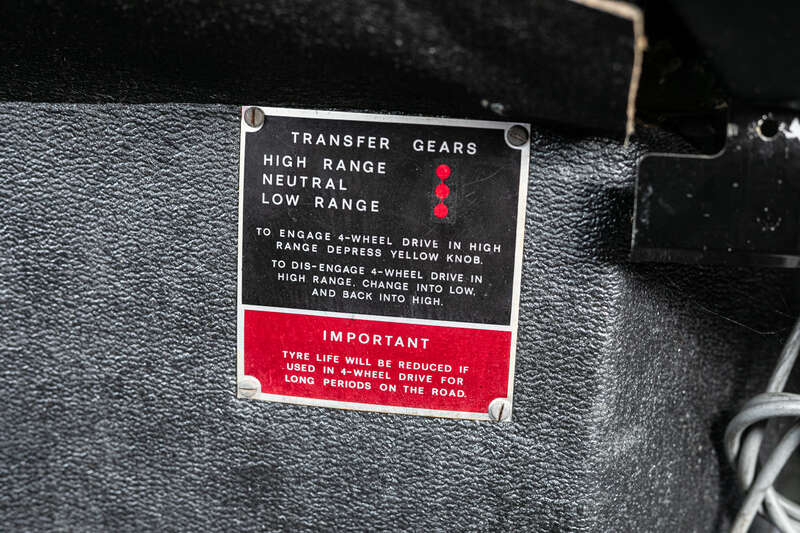 TRANSFER GEARS
HIGH RANGE
NEUTRAL
LOW RANGE
TO ENGAGE 4-WHEEL DRIVE IN HIGH
RANGE DEPRESS YELLOW KNOB.
TO DIS-ENGAGE 4-WHEEL DRIVE IN
HIGH RANGE, CHANGE INTO LOW,
AND BACK INTO HIGH.
IMPORTANT
TYRE LIFE WILL BE REDUCED IF
USED IN 4-WHEEL DRIVE FOR
LONG PERIODS ON THE ROAD.